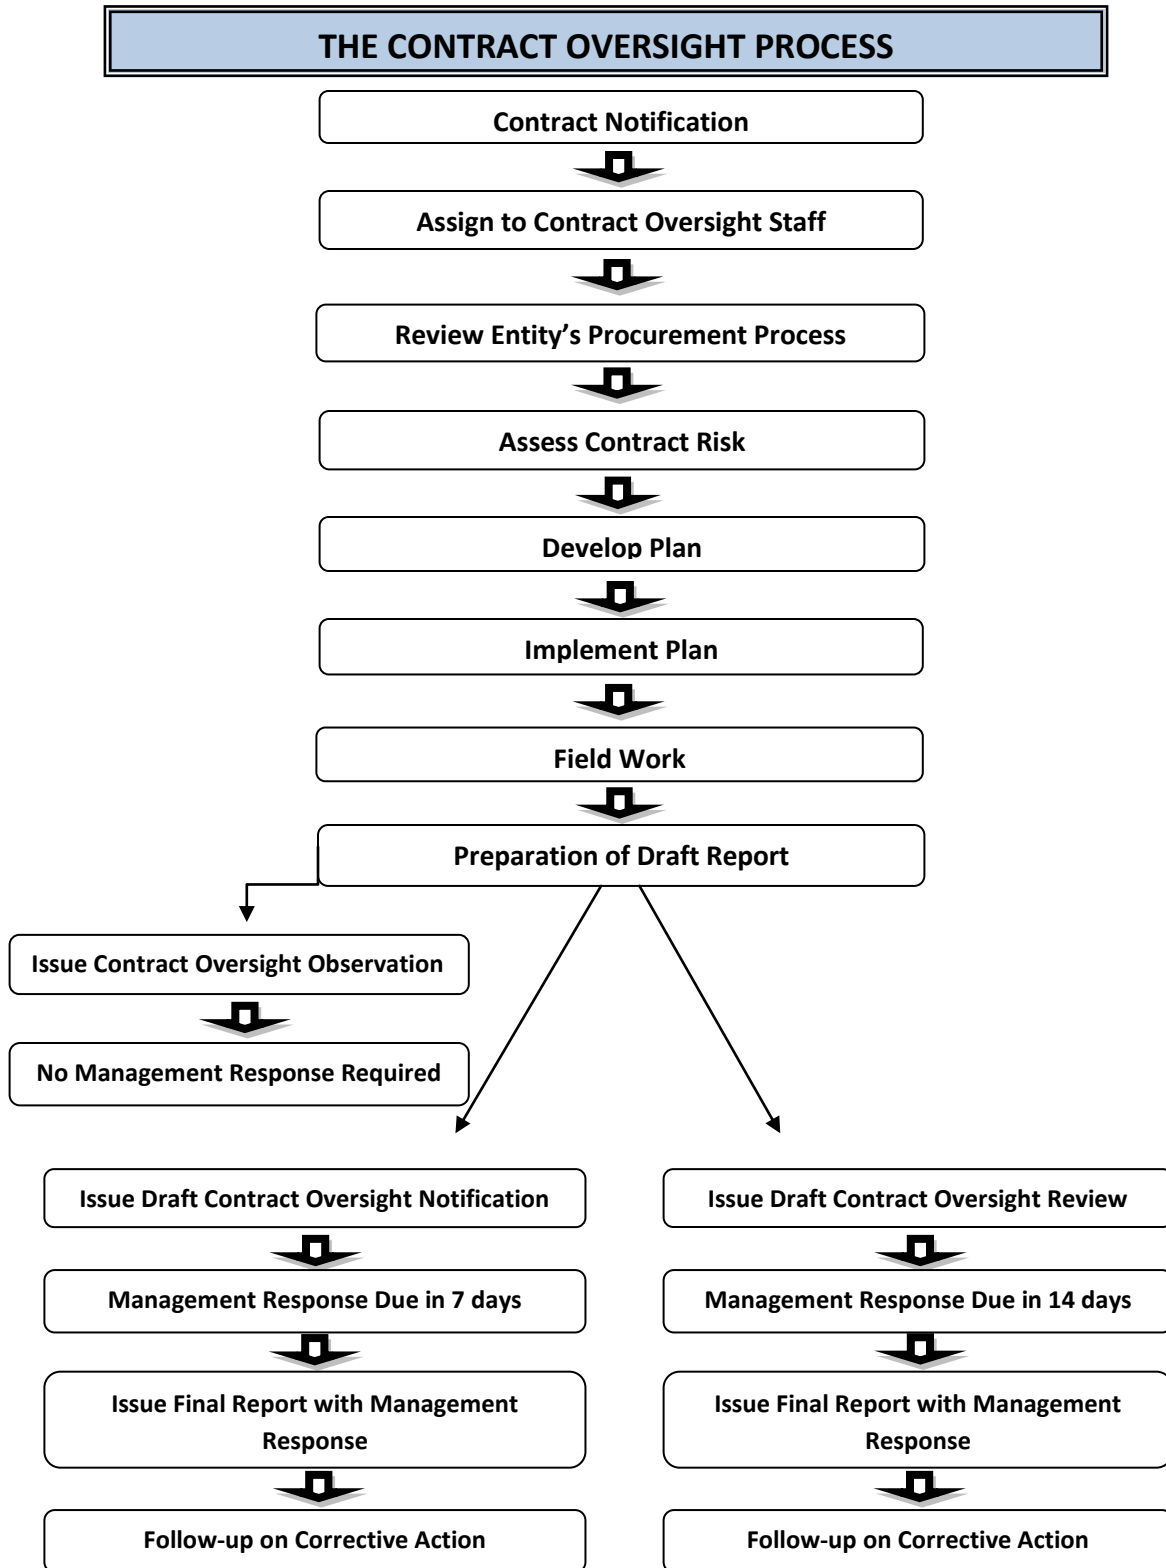 THE CONTRACT OVERSIGHT PROCESS
Contract Notification
Assign to Contract Oversight Staff
Review Entity’s Procurement Process
Assess Contract Risk
Develop Plan
Implement Plan
Field Work
Preparation of Draft Report
Issue Contract Oversight Observation
No Management Response Required
Issue Draft Contract Oversight Notification
Management Response Due in 7 days
Issue Final Report with Management
Response
Follow-up on Corrective Action
Issue Draft Contract Oversight Review
Management Response Due in 14 days
Issue Final Report with Management
Response
Follow-up on Corrective Action